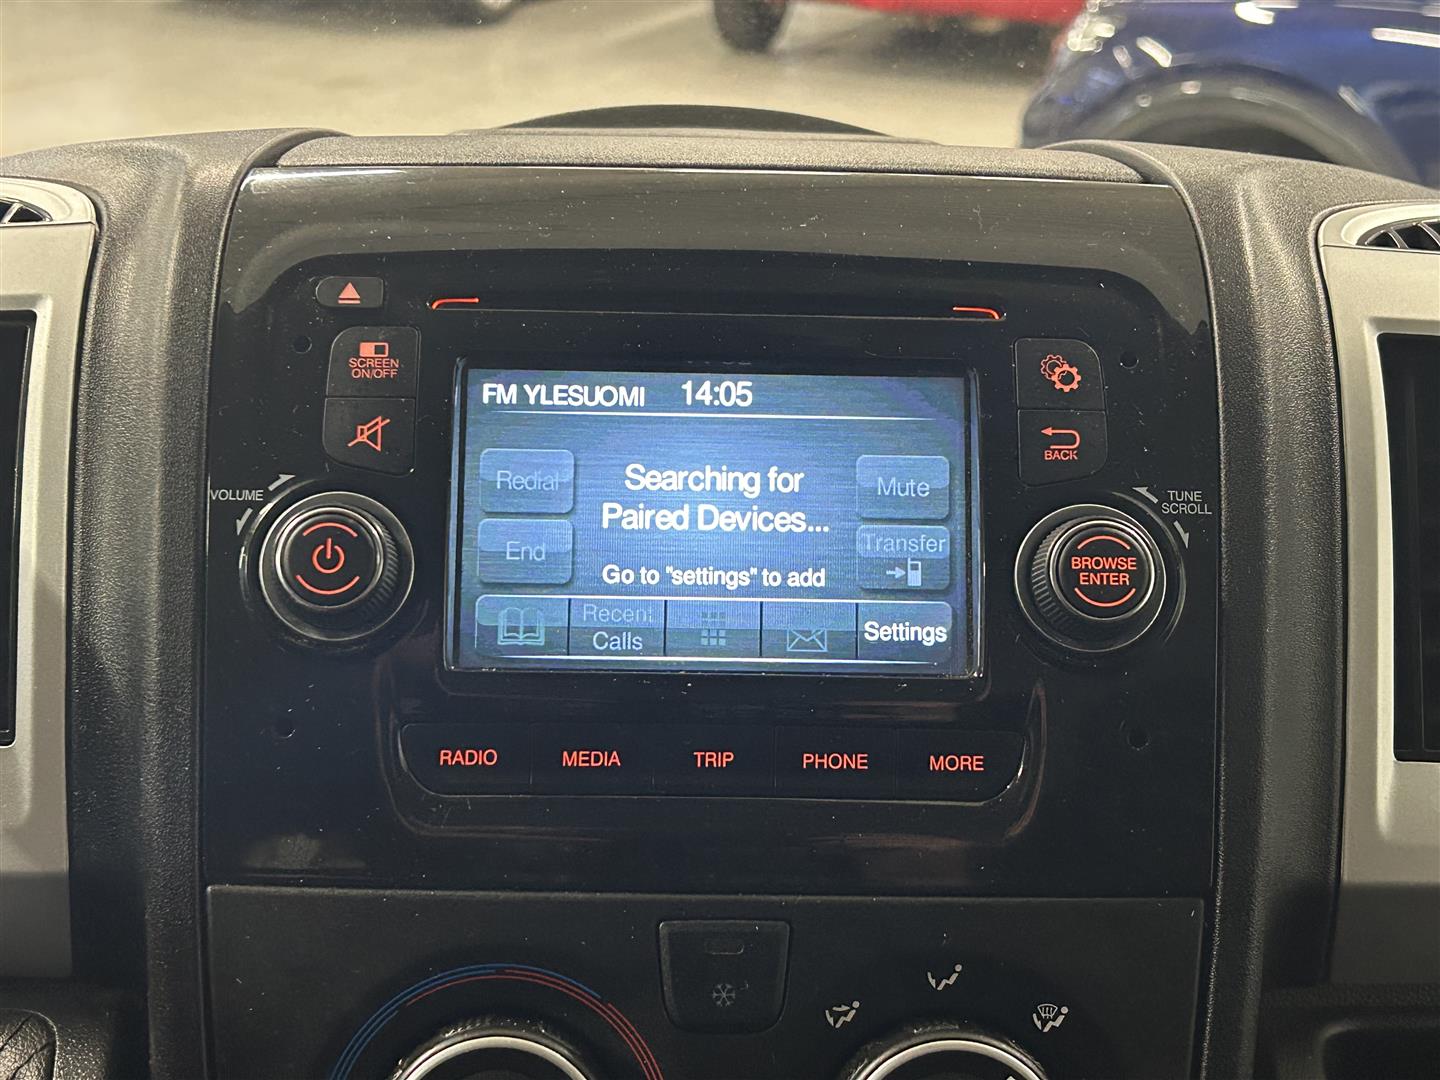 SCREEN
ON/OFF
FM YLESUOMI 14:05
BACK
VOLUME
Redial
Searching for
Paired Devices...
Mute
TUNE
SCROLL
End
Transfer
BROWSE
ENTER
Go to "settings" to add
Recent
Calls
Settings
RADIO
MEDIA
TRIP
PHONE
MORE